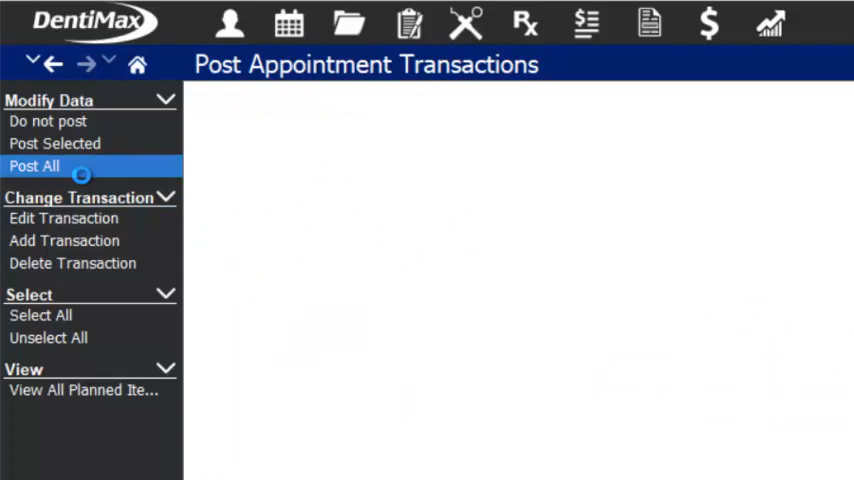 DentiMax
Rx
Post Appointment Transactions
Modify Data
Do not post
Post Selected
Post All
Change Transaction
Edit Transaction
Add Transaction
Delete Transaction
Select
Select All
Unselect All
View
View All Planned Ite...